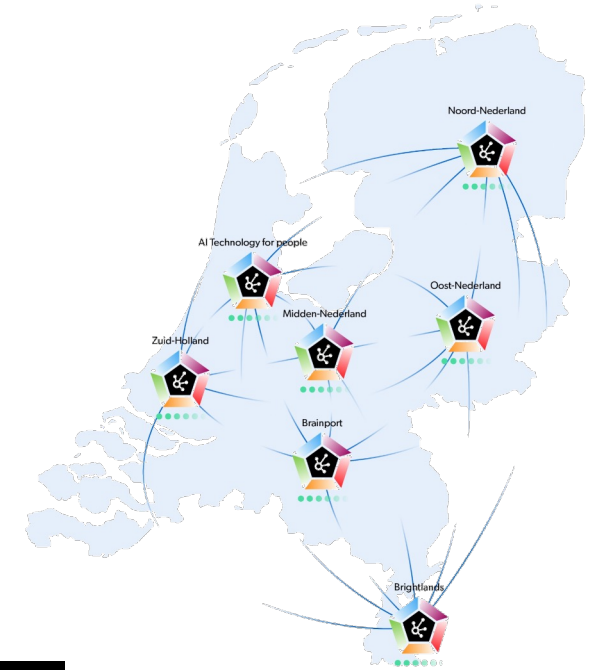 Noord-Nederland
AI Technology for people
Oost-Nederland
Midden-Nederland
Zuid-Holland
Brainport
Brightlands